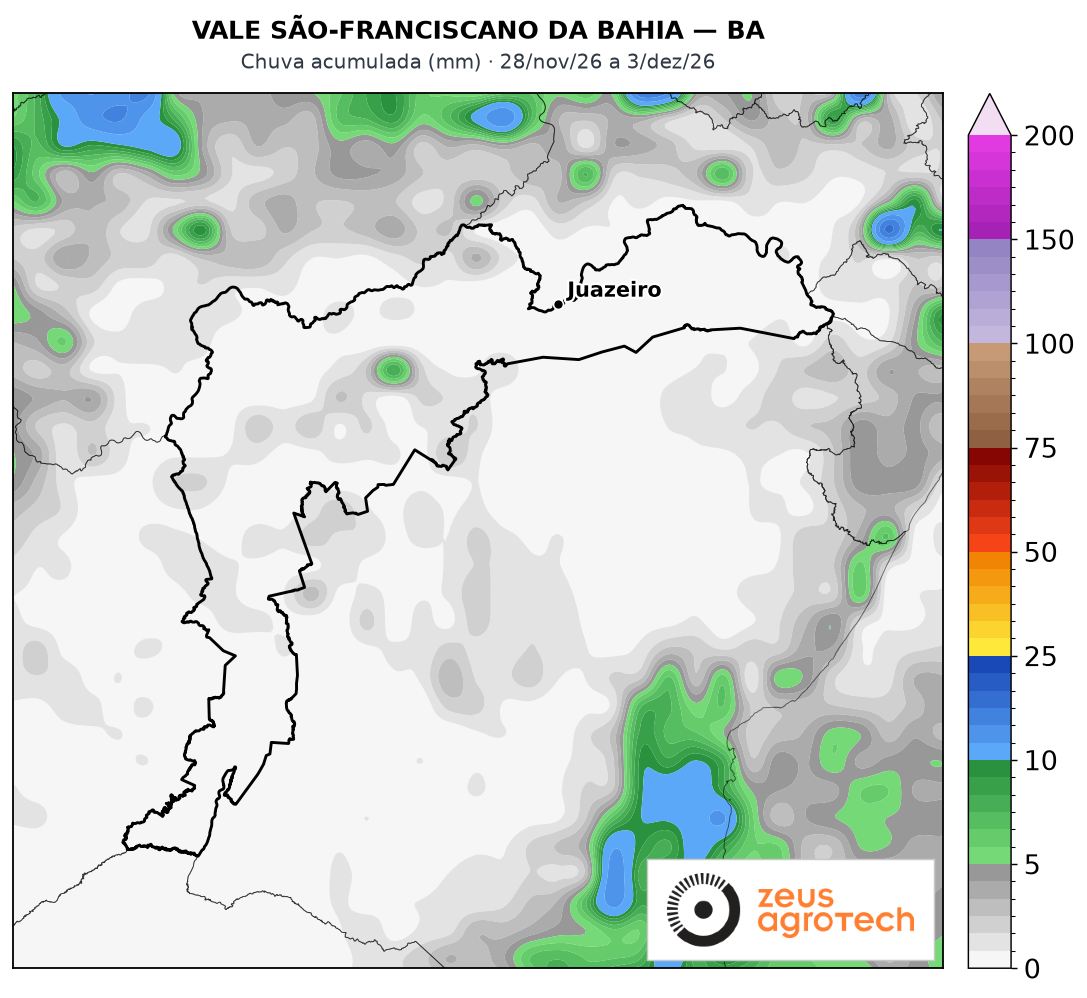 VALE SÃO-FRANCISCANO DA BAHIA — BA
Chuva acumulada (mm) · 28/nov/26 a 3/dez/26
Juazeiro
200
150
100
75
50
25
10
5
0
zeus
agrotech